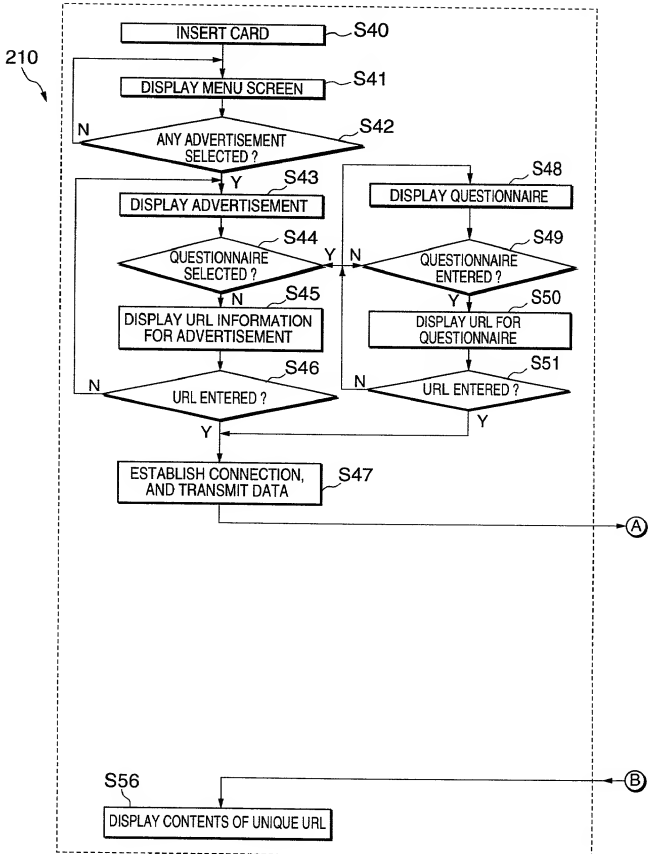 210
INSERT CARD
S40
DISPLAY MENU SCREEN
S41
ANY ADVERTISEMENT
SELECTED ?
S42
N
Y
DISPLAY ADVERTISEMENT
S43
QUESTIONNAIRE
SELECTED ?
S44
Y
N
DISPLAY URL INFORMATION
FOR ADVERTISEMENT
S45
URL ENTERED ?
S46
N
Y
ESTABLISH CONNECTION,
AND TRANSMIT DATA
S47
DISPLAY QUESTIONNAIRE
S48
QUESTIONNAIRE
ENTERED ?
S49
N
Y
DISPLAY URL FOR
QUESTIONNAIRE
S50
URL ENTERED ?
S51
N
Y
A
B
S56
DISPLAY CONTENTS OF UNIQUE URL